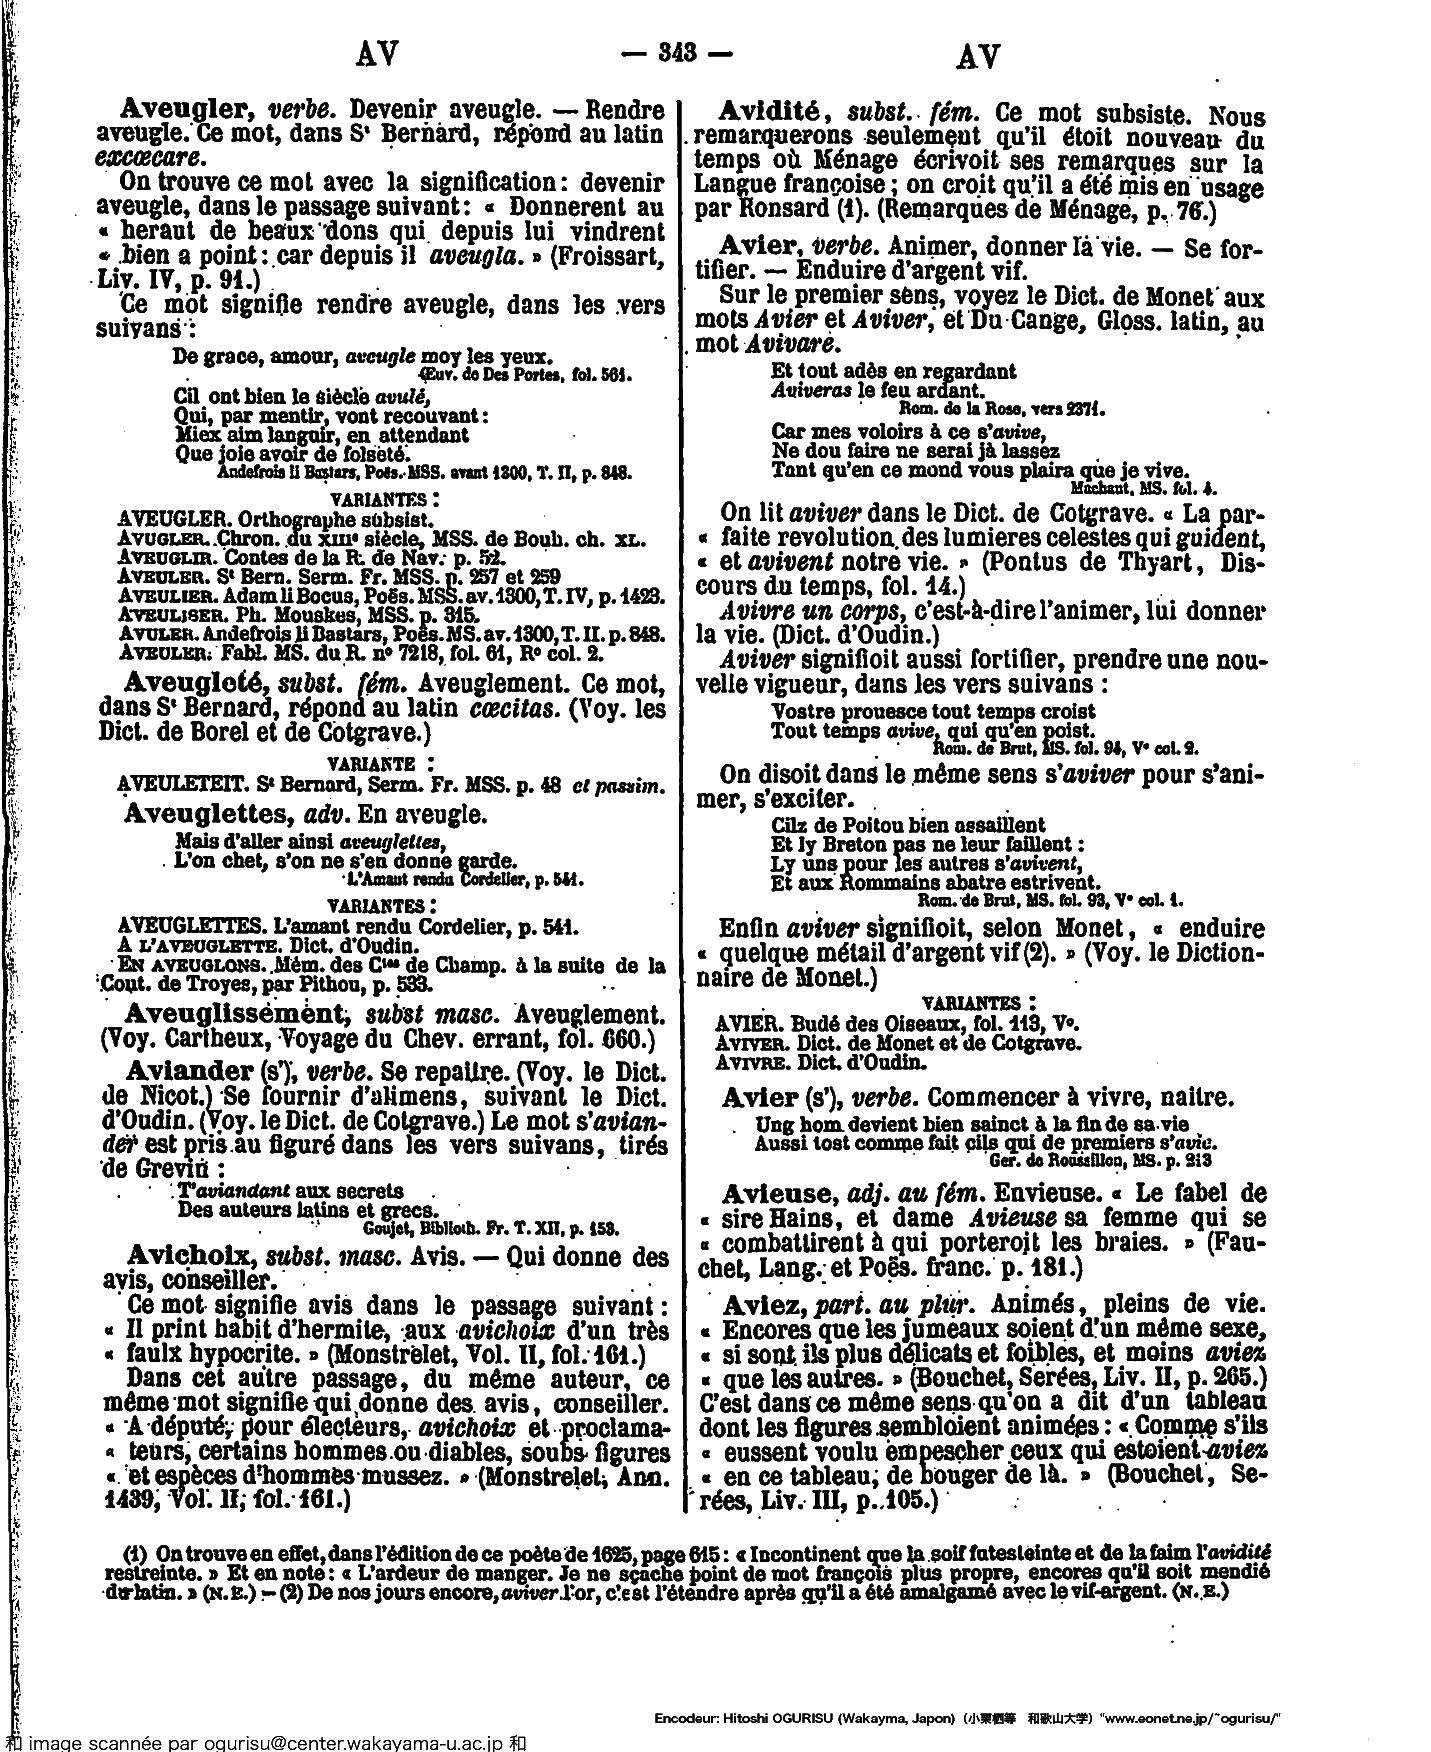 AV — 343 — AV
Aveugler, verbe. Devenir aveugle. — Rendre
aveugle. Ce mot, dans St Bernard, répond au latin
excœcare.
On trouve ce mot avec la signification : devenir
aveugle, dans le passage suivant : « Donnerent au
« heraut de beaux dons qui depuis lui vindrent
« bien a point : car depuis il aveugla. » (Froissart,
Liv. IV, p. 91.)
Ce mot signifie rendre aveugle, dans les vers
suivans :
De grace, amour, aveugle moy les yeux.
Œuv. de Des Portes, fol. 561.
Cil ont bien le siècle avulé,
Qui, par mentir, vont recouvant :
Miex aim languir, en attendant
Que joie avoir de folseté.
Andefrois li Bastars, Poës. MSS. avant 1300, T. II, p. 848.
VARIANTES :
AVEUGLER. Orthographe subsist.
AVUGLER. Chron. du XIIIe siècle, MSS. de Bouh. ch. XL.
AVEUGLIR. Contes de la R. de Nav. p. 52.
AVEULER. St Bern. Serm. Fr. MSS. p. 257 et 259
AVEULIER. Adam li Bocus, Poës. MSS. av. 1300, T. IV, p. 1423.
AVEULISER. Ph. Mouskes, MSS. p. 315.
AVULER. Andefrois li Bastars, Poës. MS. av. 1300, T. II. p. 848.
AVEULER. Fabl. MS. du R. no 7218, fol. 61, Ro col. 2.
Aveugleté, subst. fém. Aveuglement. Ce mot,
dans St Bernard, répond au latin cœcitas. (Voy. les
Dict. de Borel et de Cotgrave.)
VARIANTE :
AVEULETEIT. St Bernard, Serm. Fr. MSS. p. 48 et passim.
Aveuglettes, adv. En aveugle.
Mais d'aller ainsi aveuglettes,
L'on chet, s'on ne s'en donne garde.
L'Amant rendu Cordelier, p. 541.
VARIANTES :
AVEUGLETTES. L'amant rendu Cordelier, p. 541.
A L'AVEUGLETTE. Dict. d'Oudin.
EN AVEUGLONS. Mém. des Ctes de Champ. à la suite de la
Cout. de Troyes, par Pithou, p. 533.
Aveuglissement, subst masc. Aveuglement.
(Voy. Cartheux, Voyage du Chev. errant, fol. 660.)
Aviander (s'), verbe. Se repaitre. (Voy. le Dict.
de Nicot.) Se fournir d'alimens, suivant le Dict.
d'Oudin. (Voy. le Dict. de Cotgrave.) Le mot s'avian-
der est pris au figuré dans les vers suivans, tirés
de Grevin :
T'aviandant aux secrets
Des auteurs latins et grecs.
Goujet, Biblioth. Fr. T. XII, p. 153.
Avichoix, subst. masc. Avis. — Qui donne des
avis, conseiller.
Ce mot signifie avis dans le passage suivant :
« Il print habit d'hermite, aux avichoix d'un très
« faulx hypocrite. » (Monstrelet, Vol. II, fol. 161.)
Dans cet autre passage, du même auteur, ce
même mot signifie qui donne des avis, conseiller.
« A député, pour électeurs, avichoix et proclama-
« teurs, certains hommes ou diables, soubs figures
« et espèces d'hommes mussez. » (Monstrelet, Ann.
1439, Vol. II, fol. 161.)
Avidité, subst. fém. Ce mot subsiste. Nous
remarquerons seulement qu'il étoit nouveau du
temps où Ménage écrivoit ses remarques sur la
Langue françoise ; on croit qu'il a été mis en usage
par Ronsard (1). (Remarques de Ménage, p. 76.)
Avier, verbe. Animer, donner la vie. — Se for-
tifier. — Enduire d'argent vif.
Sur le premier sens, voyez le Dict. de Monet aux
mots Avier et Aviver, et Du Cange, Gloss. latin, au
mot Avivare.
Et tout adès en regardant
Aviveras le feu ardant.
Rom. de la Rose, vers 2371.
Car mes voloirs à ce s'avive,
Ne dou faire ne serai jà lassez
Tant qu'en ce mond vous plaira que je vive.
Machaut, MS. fol. 4.
On lit aviver dans le Dict. de Cotgrave. « La par-
« faite revolution des lumieres celestes qui guident,
« et avivent notre vie. » (Pontus de Thyart, Dis-
cours du temps, fol. 14.)
Avivre un corps, c'est-à-dire l'animer, lui donner
la vie. (Dict. d'Oudin.)
Aviver signifioit aussi fortifier, prendre une nou-
velle vigueur, dans les vers suivans :
Vostre prouesce tout temps croist
Tout temps avive, qui qu'en poist.
Rom. de Brut, MS. fol. 94, Vo col. 2.
On disoit dans le même sens s'aviver pour s'ani-
mer, s'exciter.
Cilz de Poitou bien assaillent
Et ly Breton pas ne leur faillent :
Ly uns pour les autres s'avivent,
Et aux Rommains abatre estrivent.
Rom. de Brut, MS. fol. 93, Vo col. 1.
Enfin aviver signifioit, selon Monet, « enduire
« quelque métail d'argent vif (2). » (Voy. le Diction-
naire de Monet.)
VARIANTES :
AVIER. Budé des Oiseaux, fol. 113, Vo.
AVIVER. Dict. de Monet et de Cotgrave.
AVIVRE. Dict. d'Oudin.
Avier (s'), verbe. Commencer à vivre, naitre.
Ung hom devient bien sainct à la fin de sa vie
Aussi tost comme fait cils qui de premiers s'avie.
Ger. de Roussillon, MS. p. 213
Avieuse, adj. au fém. Envieuse. « Le fabel de
« sire Hains, et dame Avieuse sa femme qui se
« combattirent à qui porteroit les braies. » (Fau-
chet, Lang. et Poës. franc. p. 181.)
Aviez, part. au plur. Animés, pleins de vie.
« Encores que les jumeaux soient d'un même sexe,
« si sont ils plus délicats et foibles, et moins aviez
« que les autres. » (Bouchet, Serées, Liv. II, p. 265.)
C'est dans ce même sens qu'on a dit d'un tableau
dont les figures sembloient animées : « Comme s'ils
« eussent voulu empescher ceux qui estoient aviez
« en ce tableau, de bouger de là. » (Bouchet, Se-
rées, Liv. III, p. 105.)
(1) On trouve en effet, dans l'édition de ce poète de 1625, page 615 : « Incontinent que la soif fut esteinte et de la faim l'avidité
restreinte. » Et en note : « L'ardeur de manger. Je ne sçache point de mot françois plus propre, encores qu'il soit mendié
du latin. » (N. E.) — (2) De nos jours encore, aviver l'or, c'est l'étendre après qu'il a été amalgamé avec le vif-argent. (N. E.)
Encodeur: Hitoshi OGURISU (Wakayma, Japon) (小栗栖等 和歌山大学) "www.eonet.ne.jp/~ogurisu/"
和 image scannée par ogurisu@center.wakayama-u.ac.jp 和